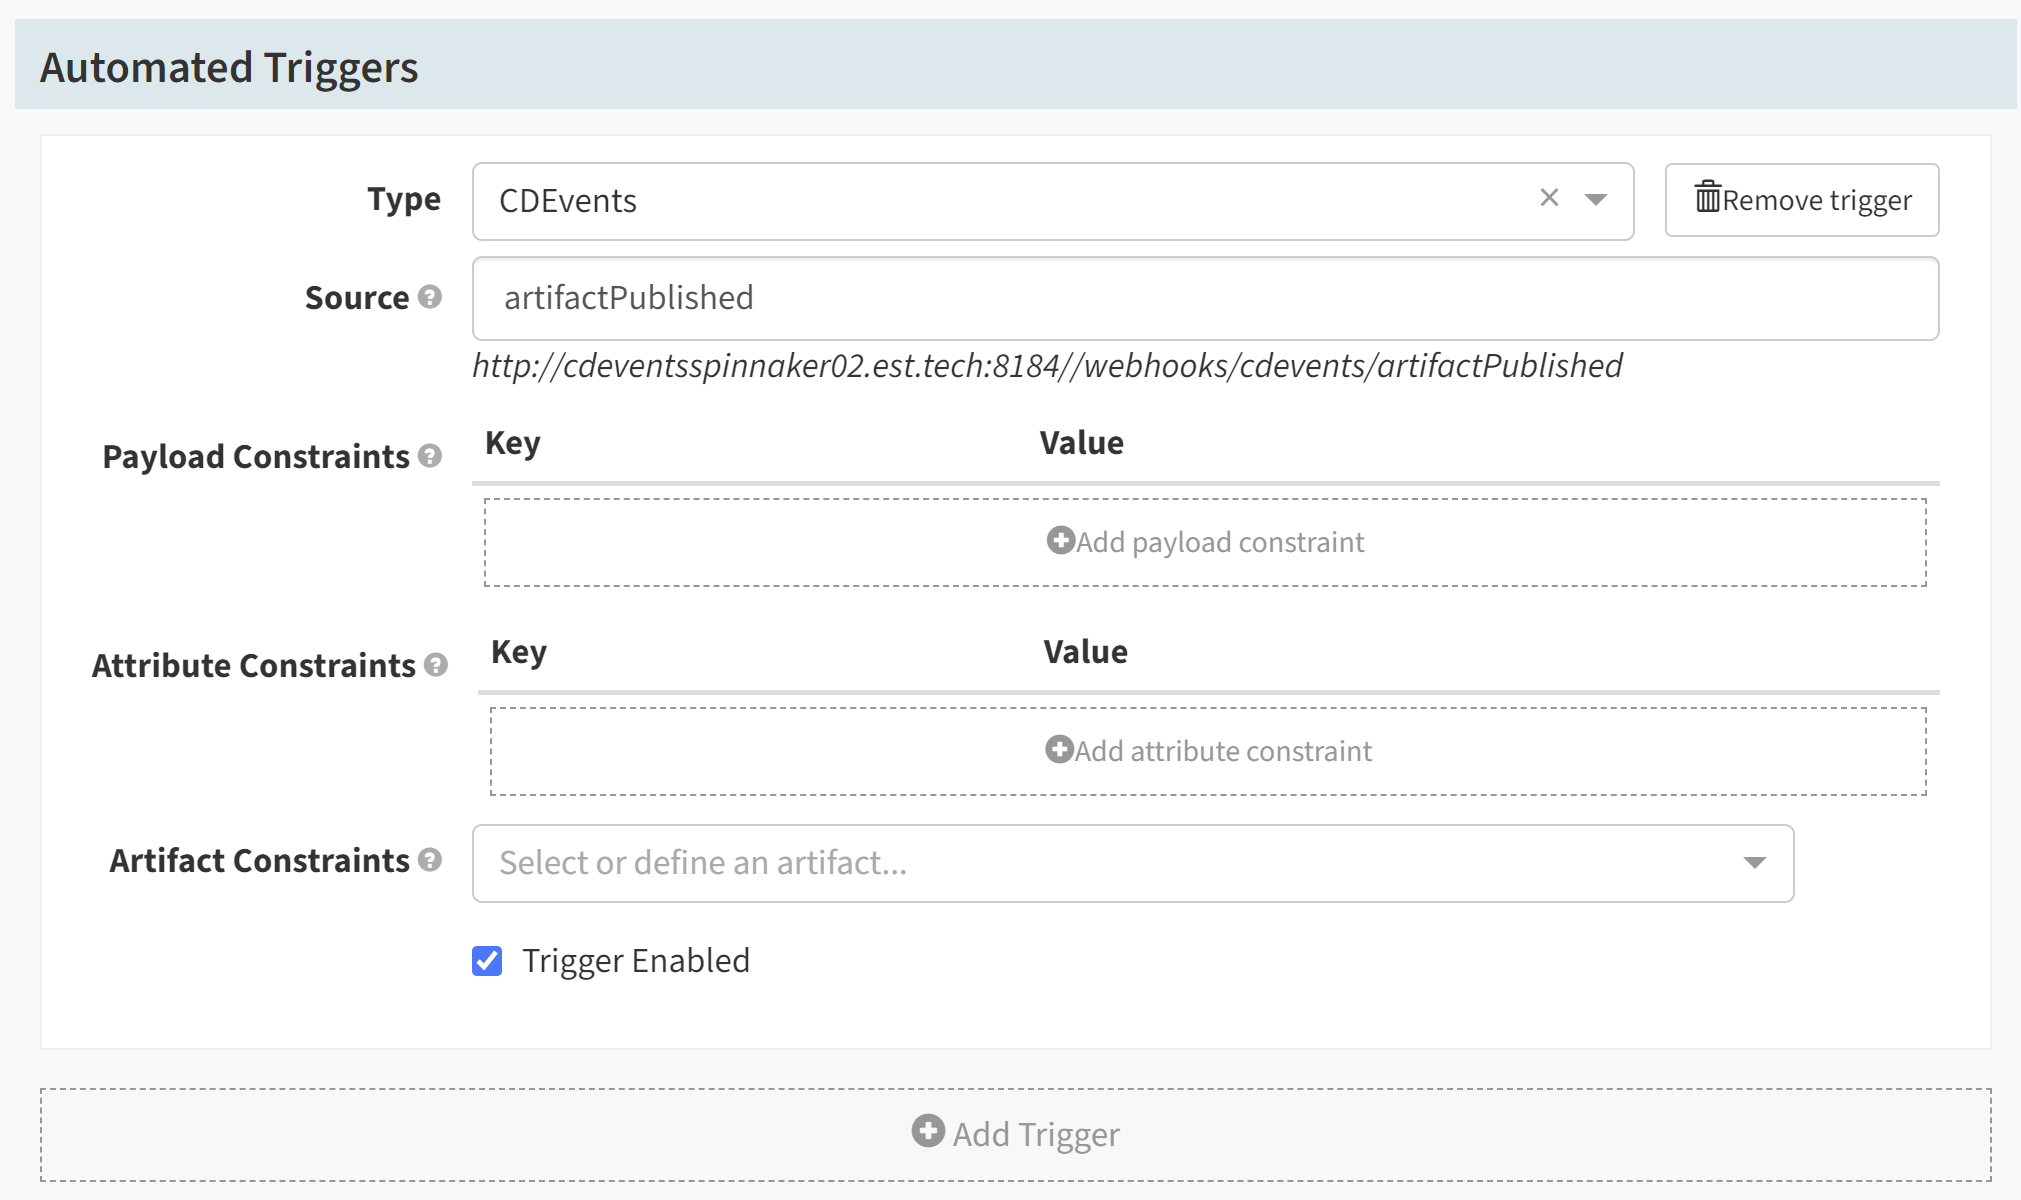 Automated Triggers
Type CDEvents Remove trigger
Source artifactPublished
http://cdeventsspinnaker02.est.tech:8184//webhooks/cdevents/artifactPublished
Payload Constraints Key Value
Add payload constraint
Attribute Constraints Key Value
Add attribute constraint
Artifact Constraints Select or define an artifact...
Trigger Enabled
Add Trigger